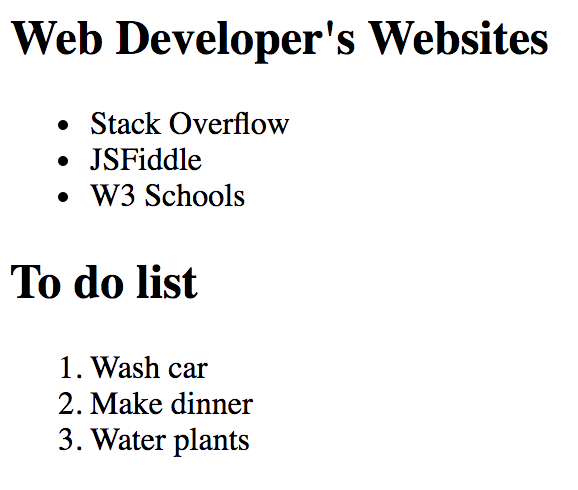 Web Developer's Websites
• Stack Overflow
• JSFiddle
• W3 Schools
To do list
1. Wash car
2. Make dinner
3. Water plants